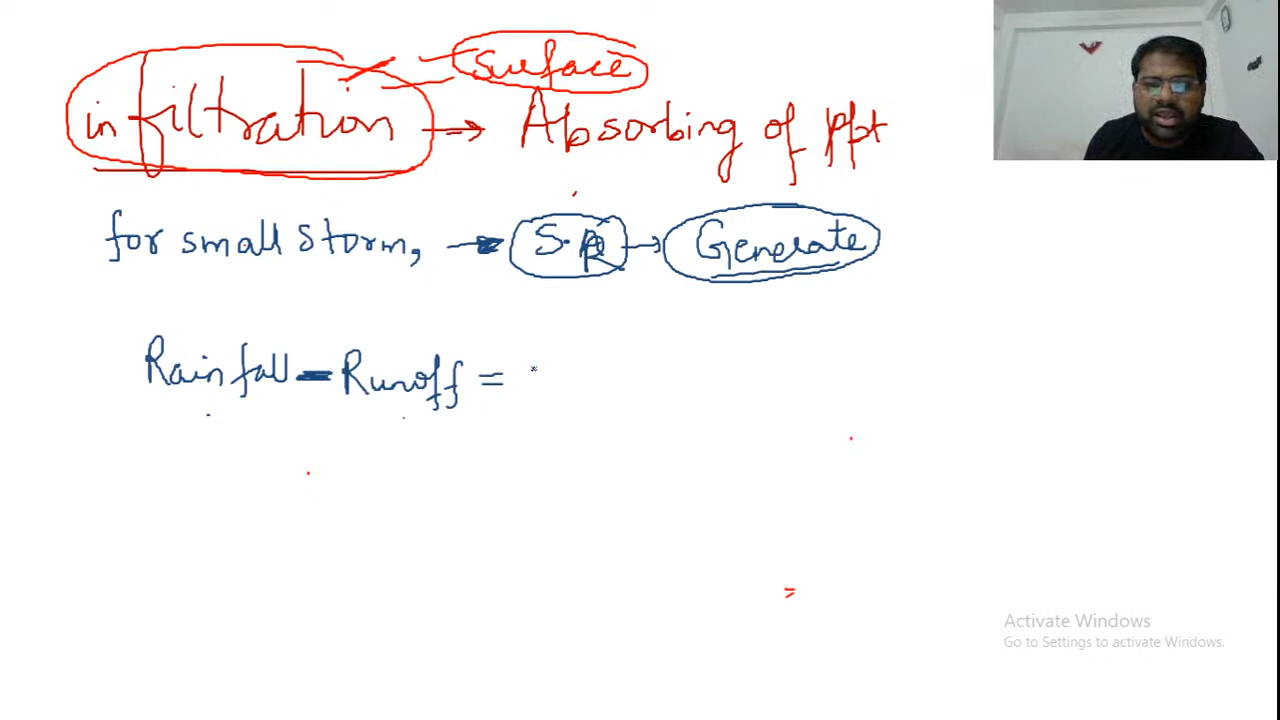 Surface
infiltration → Absorbing of ppt
for small storm, → S.R → Generate
Rainfall - Runoff =
=
Activate Windows
Go to Settings to activate Windows.